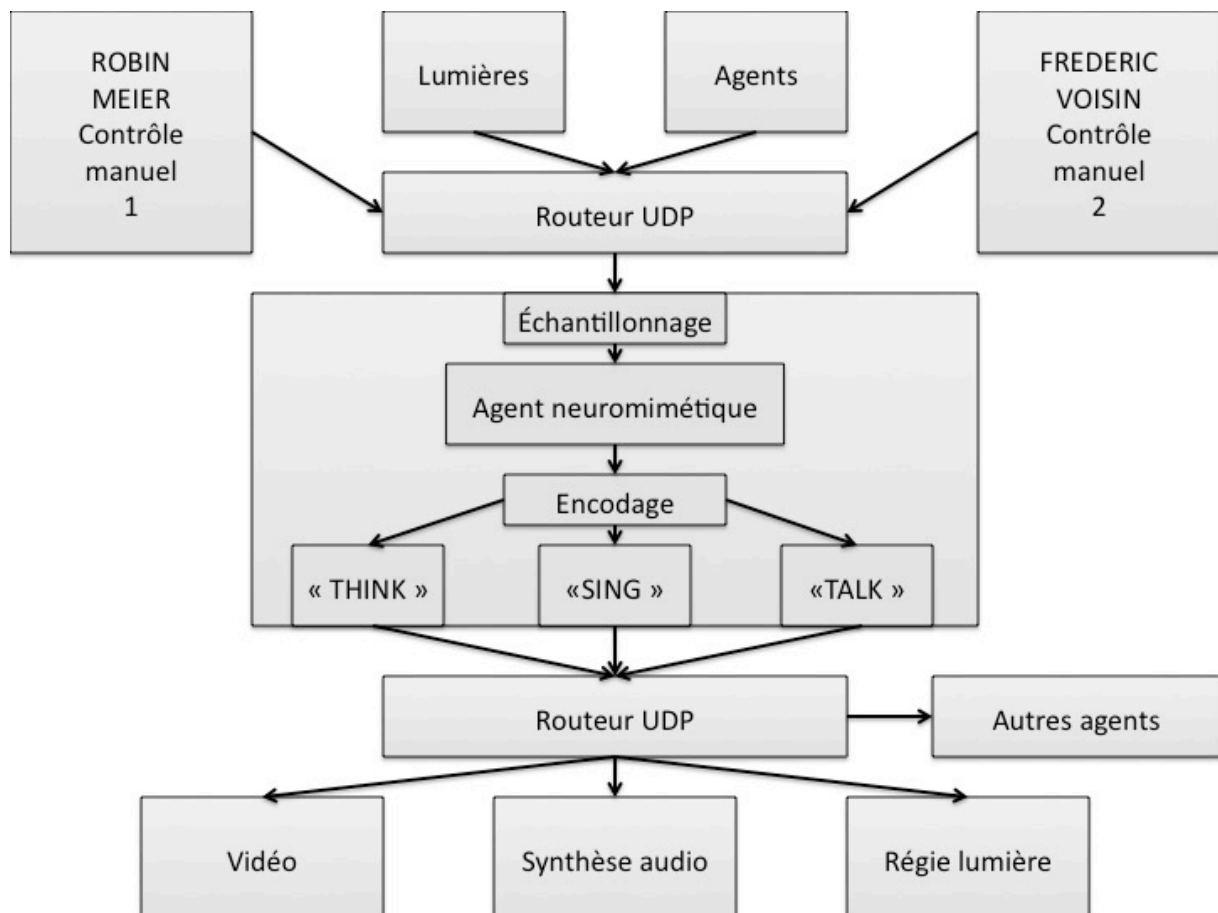 ROBIN
MEIER
Contrôle
manuel
1
Lumières
Agents
FREDERIC
VOISIN
Contrôle
manuel
2
Routeur UDP
Échantillonnage
Agent neuromimétique
Encodage
« THINK »
«SING »
«TALK »
Routeur UDP
Autres agents
Vidéo
Synthèse audio
Régie lumière